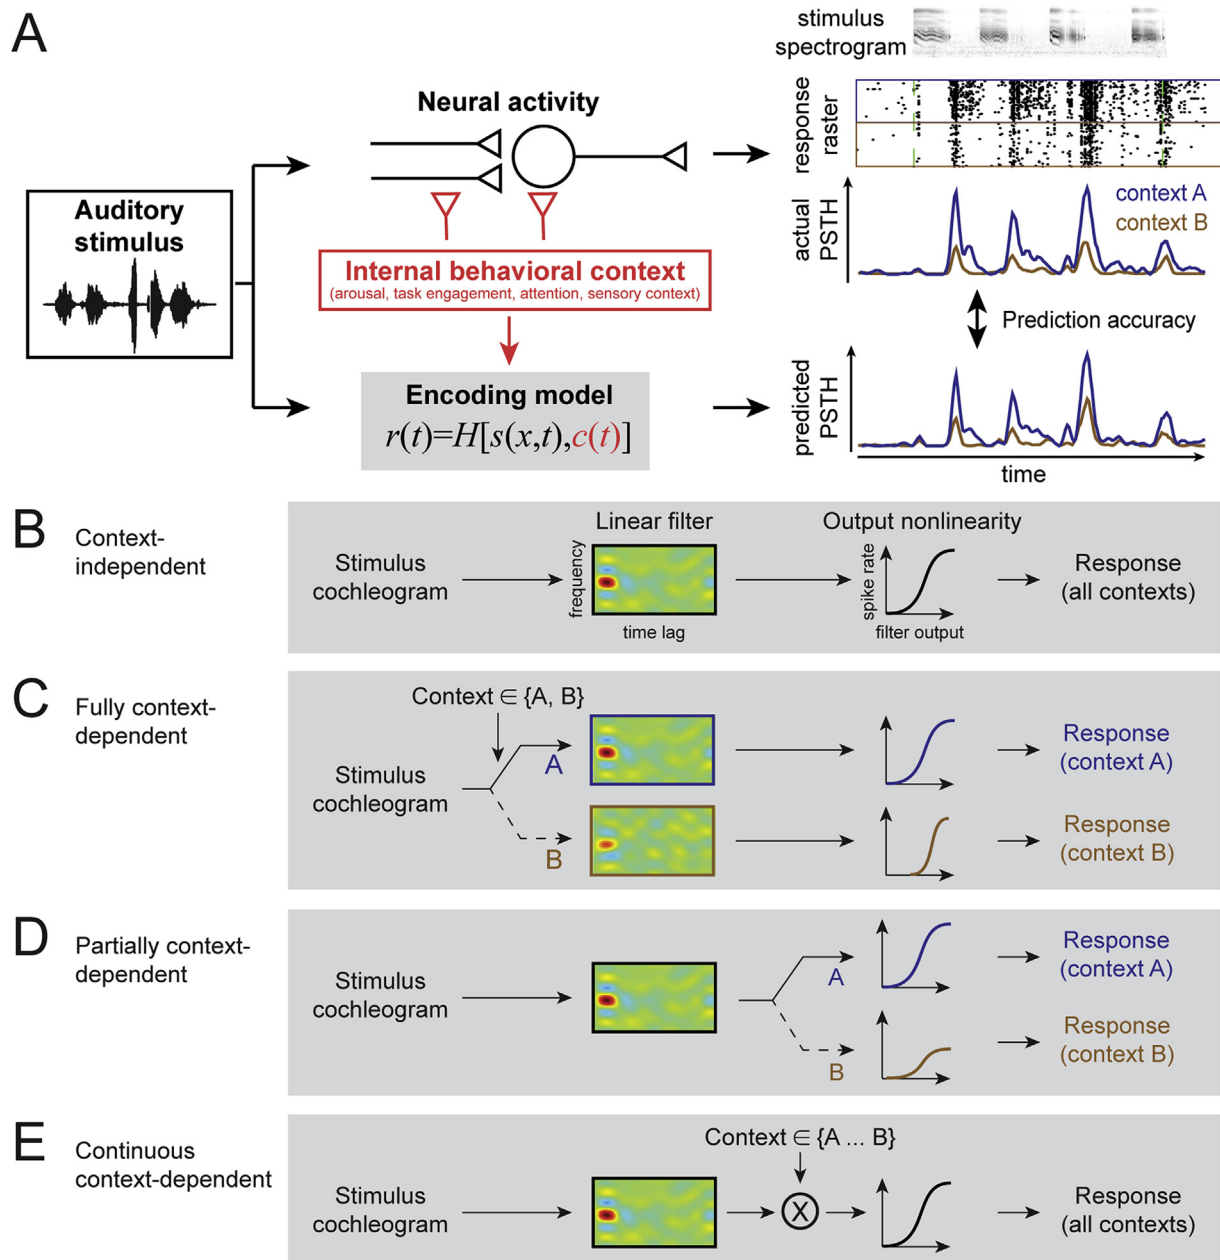 A
Auditory
stimulus
Neural activity
Internal behavioral context
(arousal, task engagement, attention, sensory context)
Encoding model
r(t)=H[s(x,t),c(t)]
stimulus
spectrogram
response
raster
actual
PSTH
context A
context B
Prediction accuracy
predicted
PSTH
time
B
Context-
independent
Stimulus
cochleogram
Linear filter
frequency
time lag
Output nonlinearity
spike rate
filter output
Response
(all contexts)
C
Fully context-
dependent
Context ∈ {A, B}
Stimulus
cochleogram
A
B
Response
(context A)
Response
(context B)
D
Partially context-
dependent
Stimulus
cochleogram
A
B
Response
(context A)
Response
(context B)
E
Continuous
context-dependent
Stimulus
cochleogram
Context ∈ {A ... B}
X
Response
(all contexts)